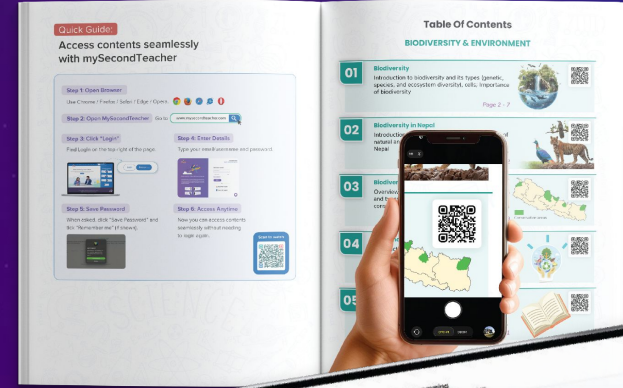 Quick Guide:
Access contents seamlessly
with mySecondTeacher
Step 1: Open Browser
Use Chrome / Firefox / Safari / Edge / Opera.
Step 2: Open MySecondTeacher Go to www.mysecondteacher.com
Step 3: Click "Login"
Find Login on the top right of the page.
Step 4: Enter Details
Type your email/username and password.
Step 5: Save Password
When asked, click "Save Password" and
tick "Remember me" (if shown).
Step 6: Access Anytime
Now you can access contents
seamlessly without needing
to login again.
Table Of Contents
BIODIVERSITY & ENVIRONMENT
01
Biodiversity
Introduction to biodiversity and its types (genetic,
species, and ecosystem diversity), cells, importance
of biodiversity
Page 2 - 7
02
Biodiversity in Nepal
natural
Nepal
03
Overview
04
05